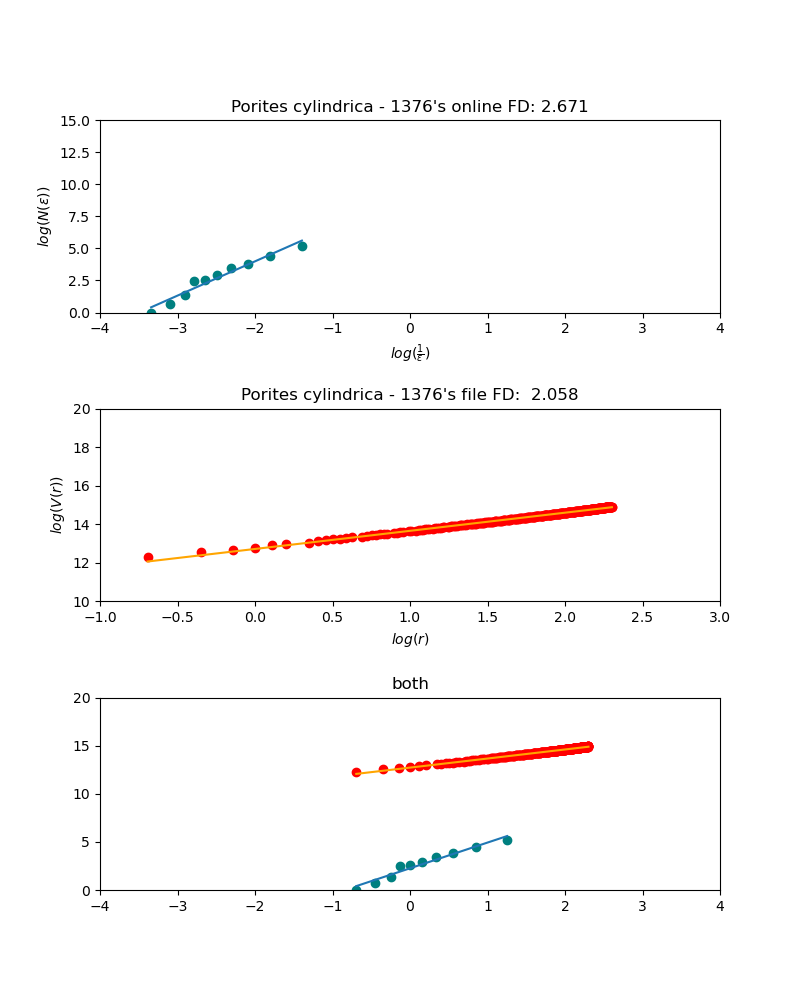 Porites cylindrica - 1376's online FD: 2.671
15.0
12.5
10.0
7.5
5.0
2.5
0.0
log(N(ε))
−4 −3 −2 −1 0 1 2 3 4
log(1/ε)
Porites cylindrica - 1376's file FD:  2.058
20
18
16
14
12
10
log(V(r))
−1.0 −0.5 0.0 0.5 1.0 1.5 2.0 2.5 3.0
log(r)
both
20
15
10
5
0
−4 −3 −2 −1 0 1 2 3 4